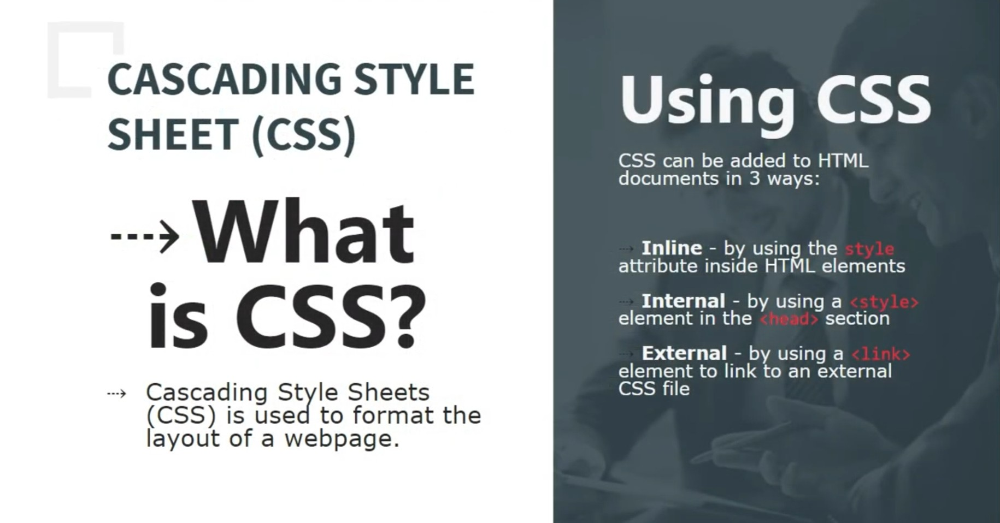 CASCADING STYLE
SHEET (CSS)
⇢What
is CSS?
⇢ Cascading Style Sheets
(CSS) is used to format the
layout of a webpage.
Using CSS
CSS can be added to HTML
documents in 3 ways:
⇢ Inline - by using the style
attribute inside HTML elements
⇢ Internal - by using a <style>
element in the <head> section
⇢ External - by using a <link>
element to link to an external
CSS file